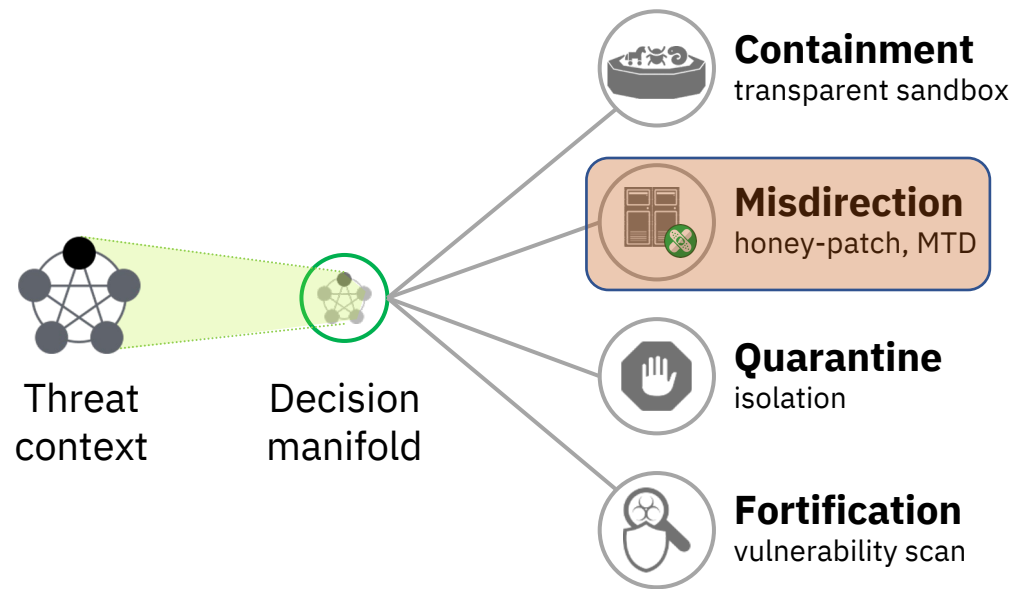 Containment
transparent sandbox
Misdirection
honey-patch, MTD
Threat
context
Decision
manifold
Quarantine
isolation
Fortification
vulnerability scan